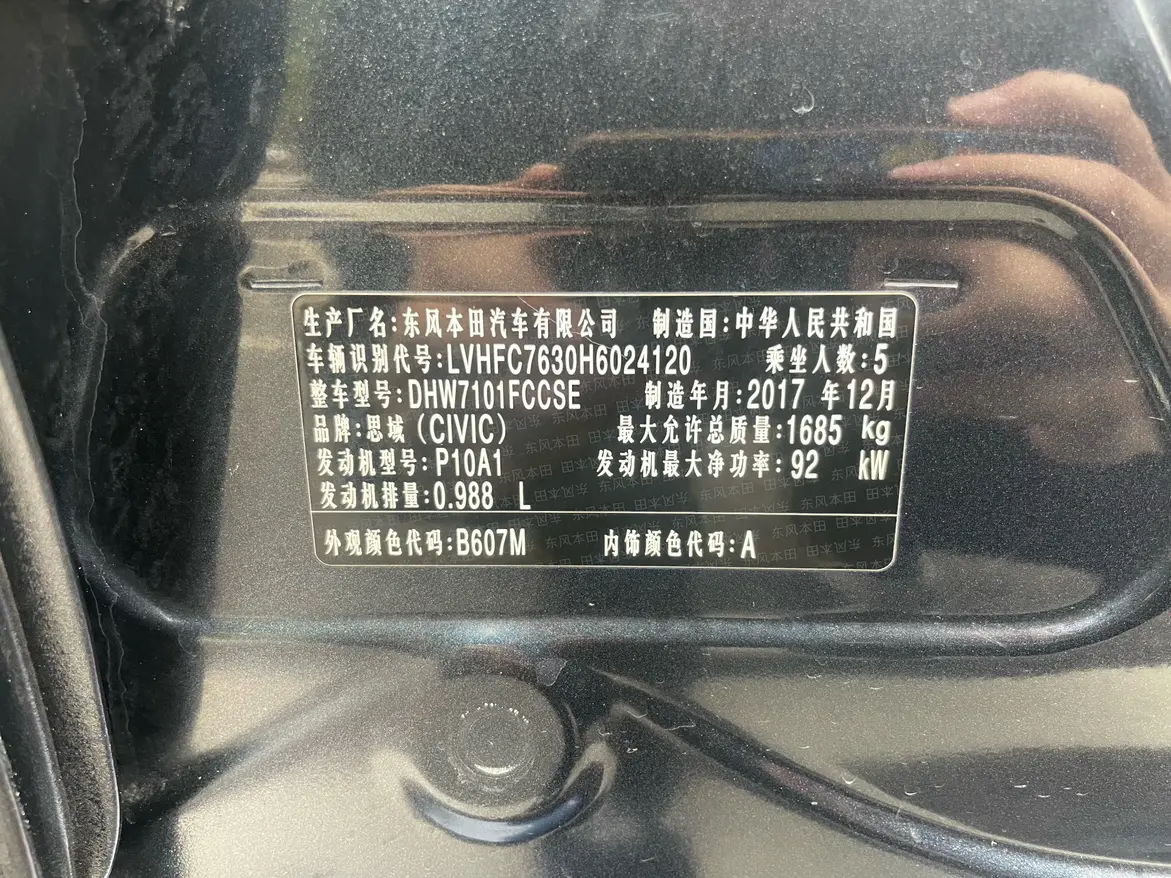 生产厂名:东风本田汽车有限公司 制造国:中华人民共和国
车辆识别代号:LVHFC7630H6024120 乘坐人数:5
整车型号:DHW7101FCCSE 制造年月:2017 年12月
品牌:思域(CIVIC) 最大允许总质量:1685 kg
发动机型号:P10A1 发动机最大净功率:92 kW
发动机排量:0.988 L
外观颜色代码:B607M 内饰颜色代码:A